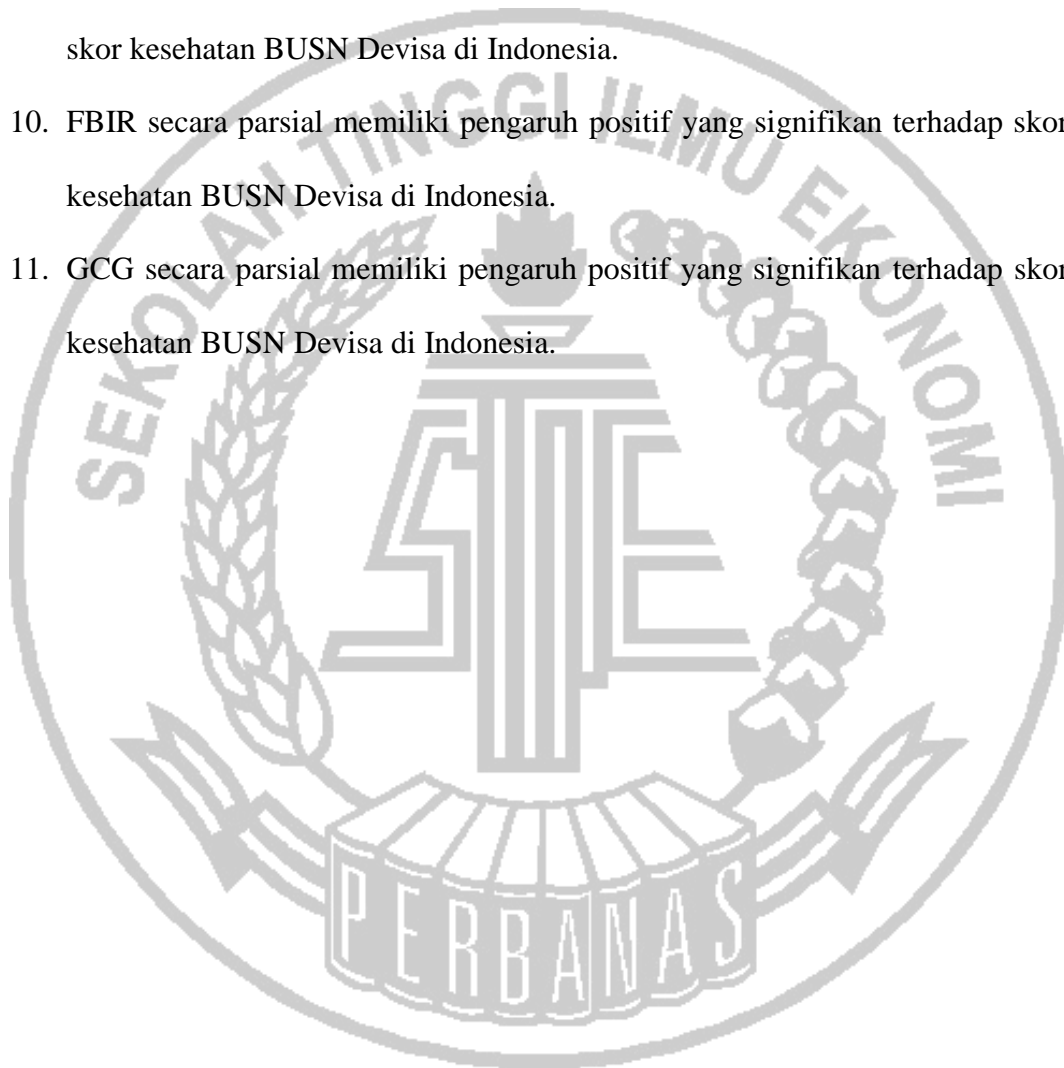 skor kesehatan BUSN Devisa di Indonesia.
10. FBIR secara parsial memiliki pengaruh positif yang signifikan terhadap skor
kesehatan BUSN Devisa di Indonesia.
11. GCG secara parsial memiliki pengaruh positif yang signifikan terhadap skor
kesehatan BUSN Devisa di Indonesia.
SEKOLAH TINGGI ILMU EKONOMI
STIE
PERBANAS